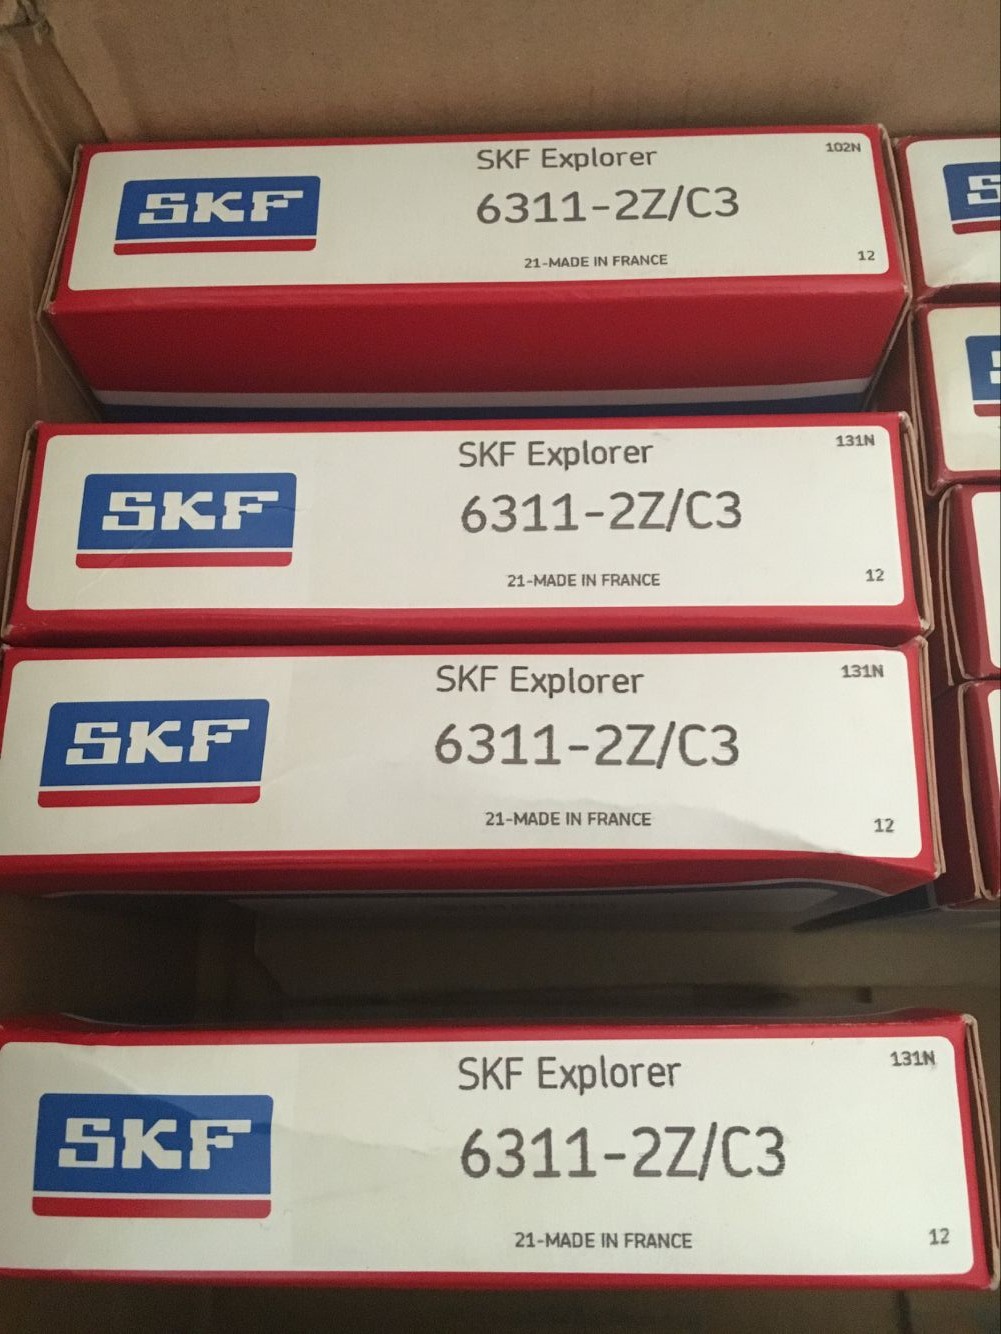 SKF
SKF Explorer
102N
6311-2Z/C3
21-MADE IN FRANCE
12
SKF
SKF Explorer
131N
6311-2Z/C3
21-MADE IN FRANCE
12
SKF
SKF Explorer
131N
6311-2Z/C3
21-MADE IN FRANCE
12
SKF
SKF Explorer
131N
6311-2Z/C3
21-MADE IN FRANCE
12